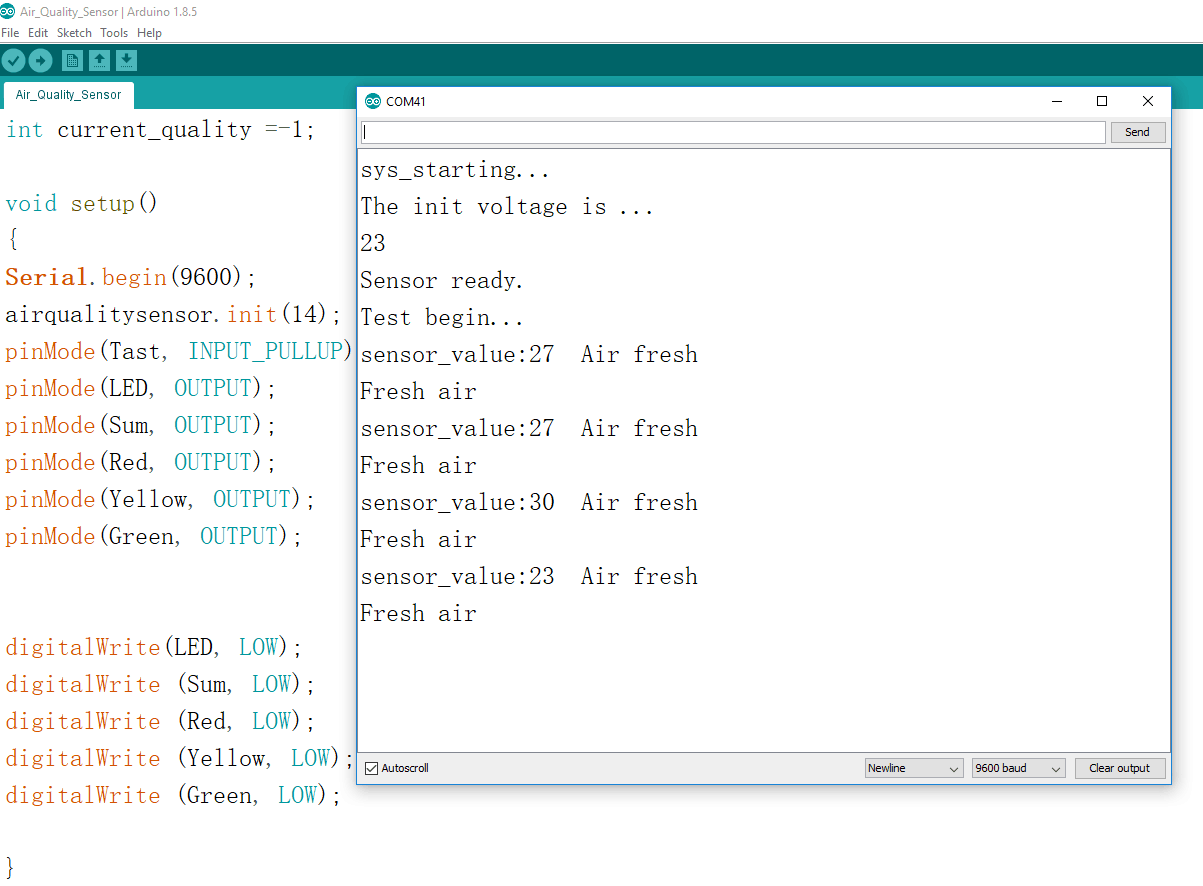 Air_Quality_Sensor | Arduino 1.8.5
File Edit Sketch Tools Help
Air_Quality_Sensor
int current_quality =-1;
void setup()
{
Serial.begin(9600);
airqualitysensor.init(14);
pinMode(Tast, INPUT_PULLUP)
pinMode(LED, OUTPUT);
pinMode(Sum, OUTPUT);
pinMode(Red, OUTPUT);
pinMode(Yellow, OUTPUT);
pinMode(Green, OUTPUT);
digitalWrite(LED, LOW);
digitalWrite (Sum, LOW);
digitalWrite (Red, LOW);
digitalWrite (Yellow, LOW);
digitalWrite (Green, LOW);
}
COM41
Send
sys_starting...
The init voltage is ...
23
Sensor ready.
Test begin...
sensor_value:27  Air fresh
Fresh air
sensor_value:27  Air fresh
Fresh air
sensor_value:30  Air fresh
Fresh air
sensor_value:23  Air fresh
Fresh air
Autoscroll
Newline
9600 baud
Clear output